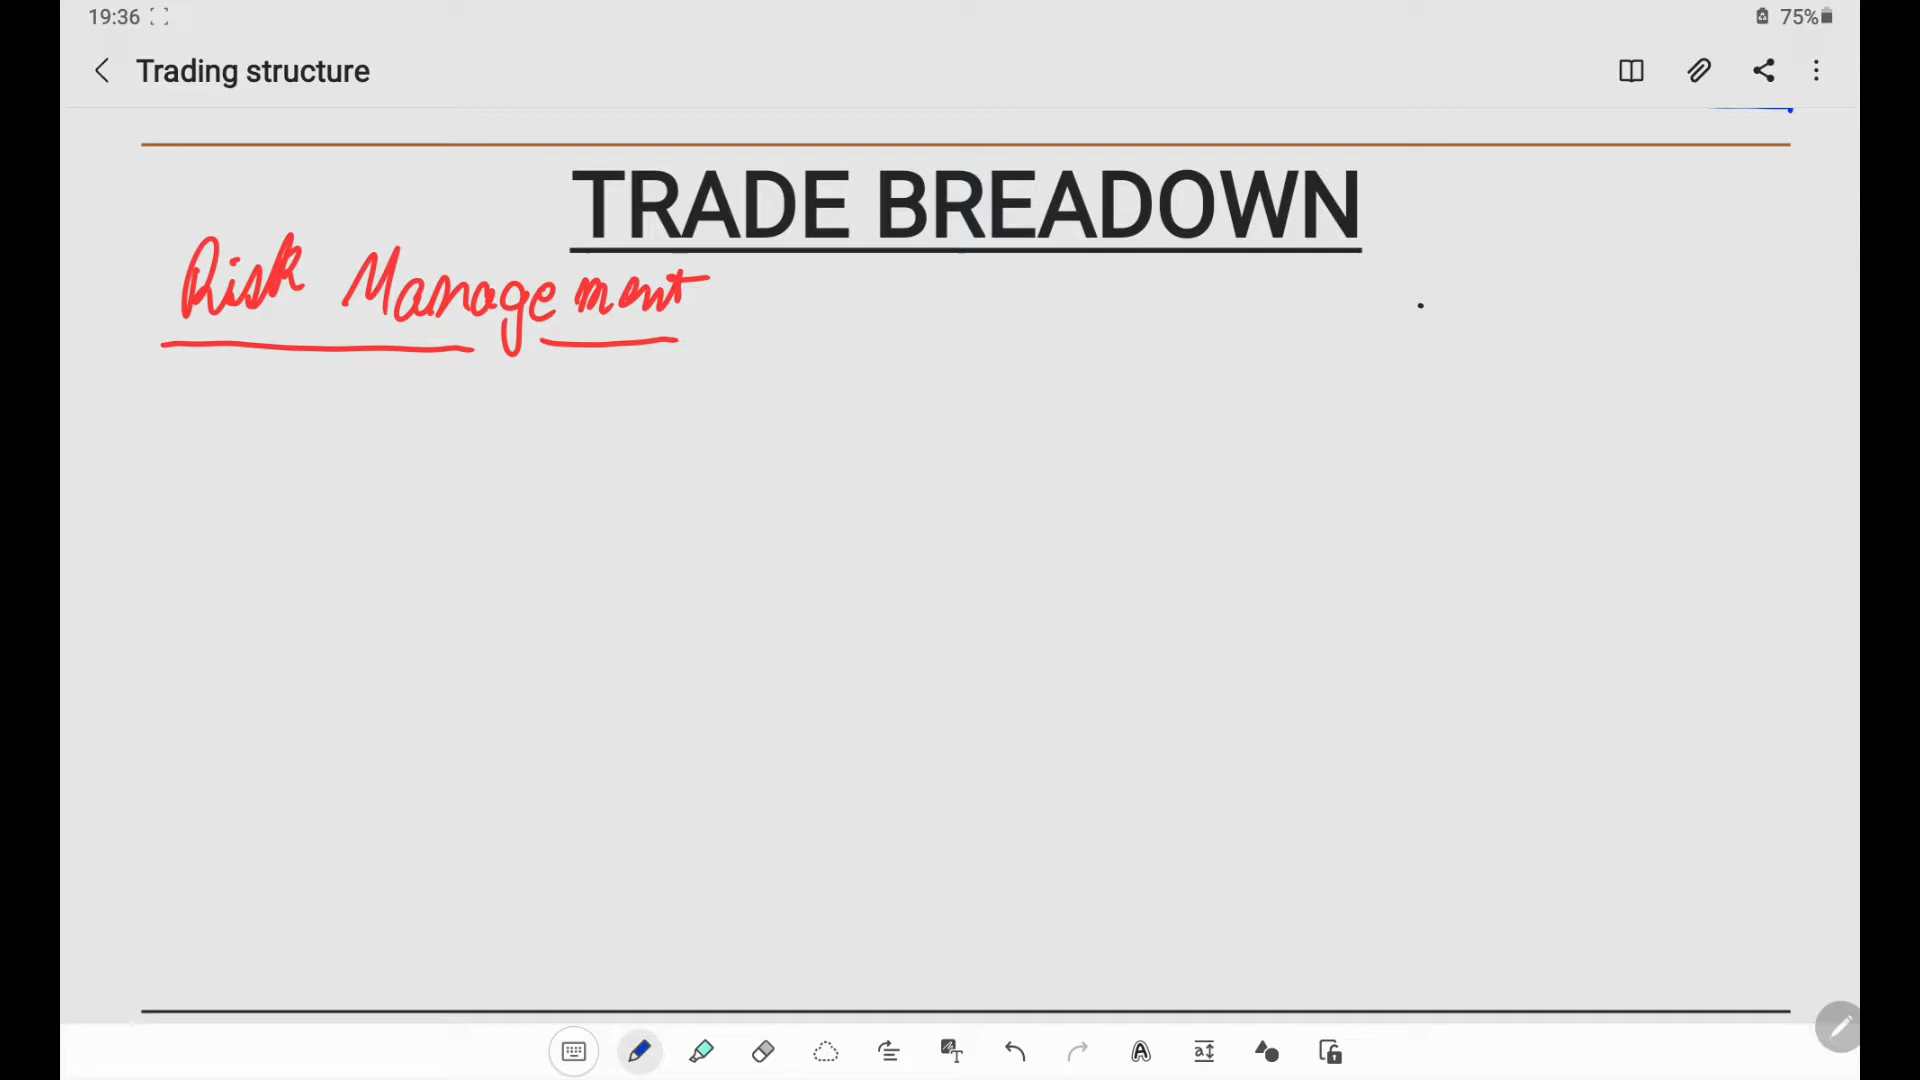 19:36 75%
Trading structure
TRADE BREADOWN
Risk Management